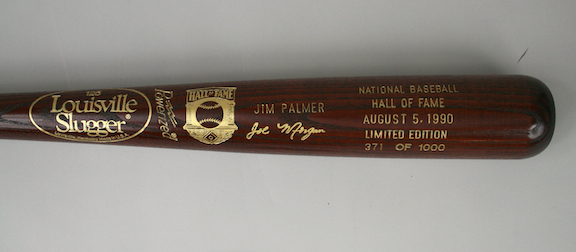 Louisville
Slugger®
Powerized
HALL OF FAME
JIM PALMER
Joe Morgan
NATIONAL BASEBALL
HALL OF FAME
AUGUST 5, 1990
LIMITED EDITION
371 OF 1000